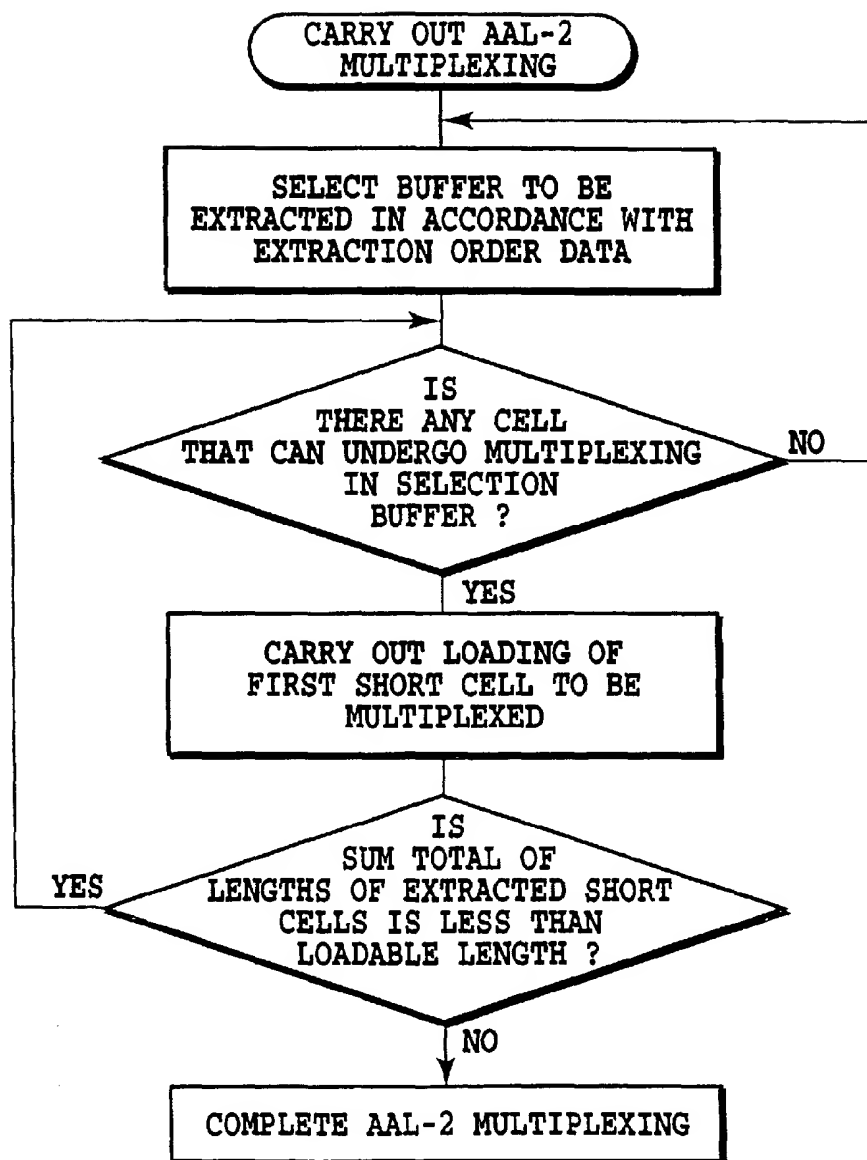 CARRY OUT AAL-2
MULTIPLEXING
SELECT BUFFER TO BE
EXTRACTED IN ACCORDANCE WITH
EXTRACTION ORDER DATA
IS
THERE ANY CELL
THAT CAN UNDERGO MULTIPLEXING
IN SELECTION
BUFFER ?
NO
YES
CARRY OUT LOADING OF
FIRST SHORT CELL TO BE
MULTIPLEXED
IS
SUM TOTAL OF
LENGTHS OF EXTRACTED SHORT
CELLS IS LESS THAN
LOADABLE LENGTH ?
YES
NO
COMPLETE AAL-2 MULTIPLEXING